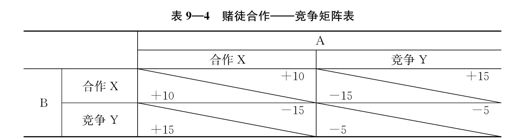 表 9—4 赌徒合作——竞争矩阵表
A
合作 X 竞争 Y
B 合作 X +10 +10 +15 -15
竞争 Y -15 +15 -5 -5